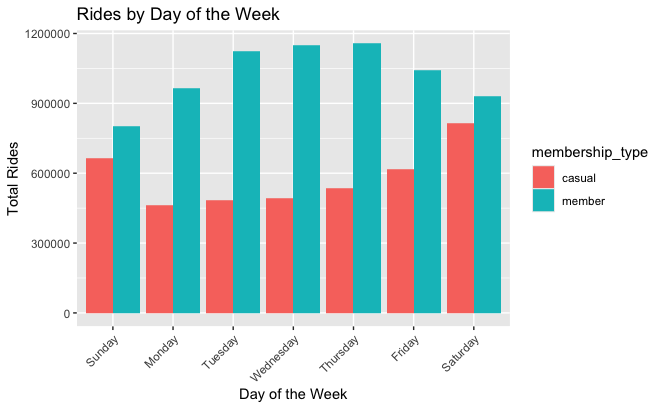 Rides by Day of the Week
Total Rides
1200000
900000
600000
300000
0
Sunday
Monday
Tuesday
Wednesday
Thursday
Friday
Saturday
Day of the Week
membership_type
casual
member